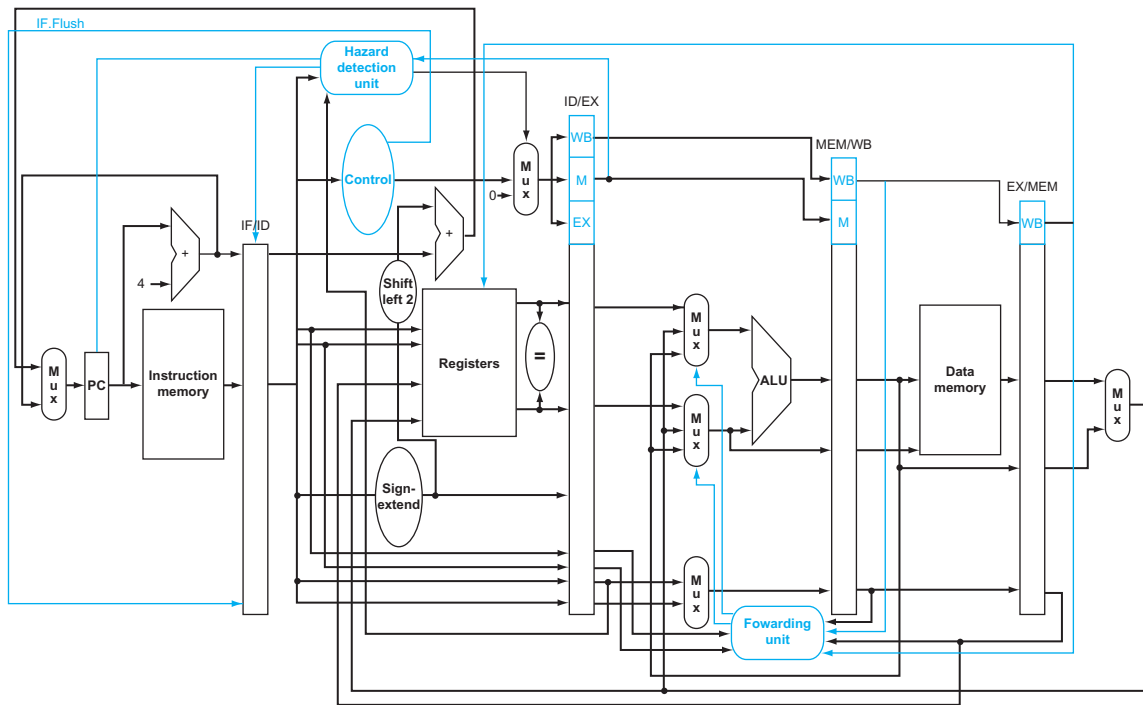 IF.Flush
Hazard
detection
unit
ID/EX
WB
M
EX
MEM/WB
WB
M
EX/MEM
WB
Control
M
u
x
0
IF/ID
+
4
+
Shift
left 2
M
u
x
PC
Instruction
memory
Registers
=
M
u
x
ALU
M
u
x
Data
memory
M
u
x
Sign-
extend
M
u
x
Fowarding
unit